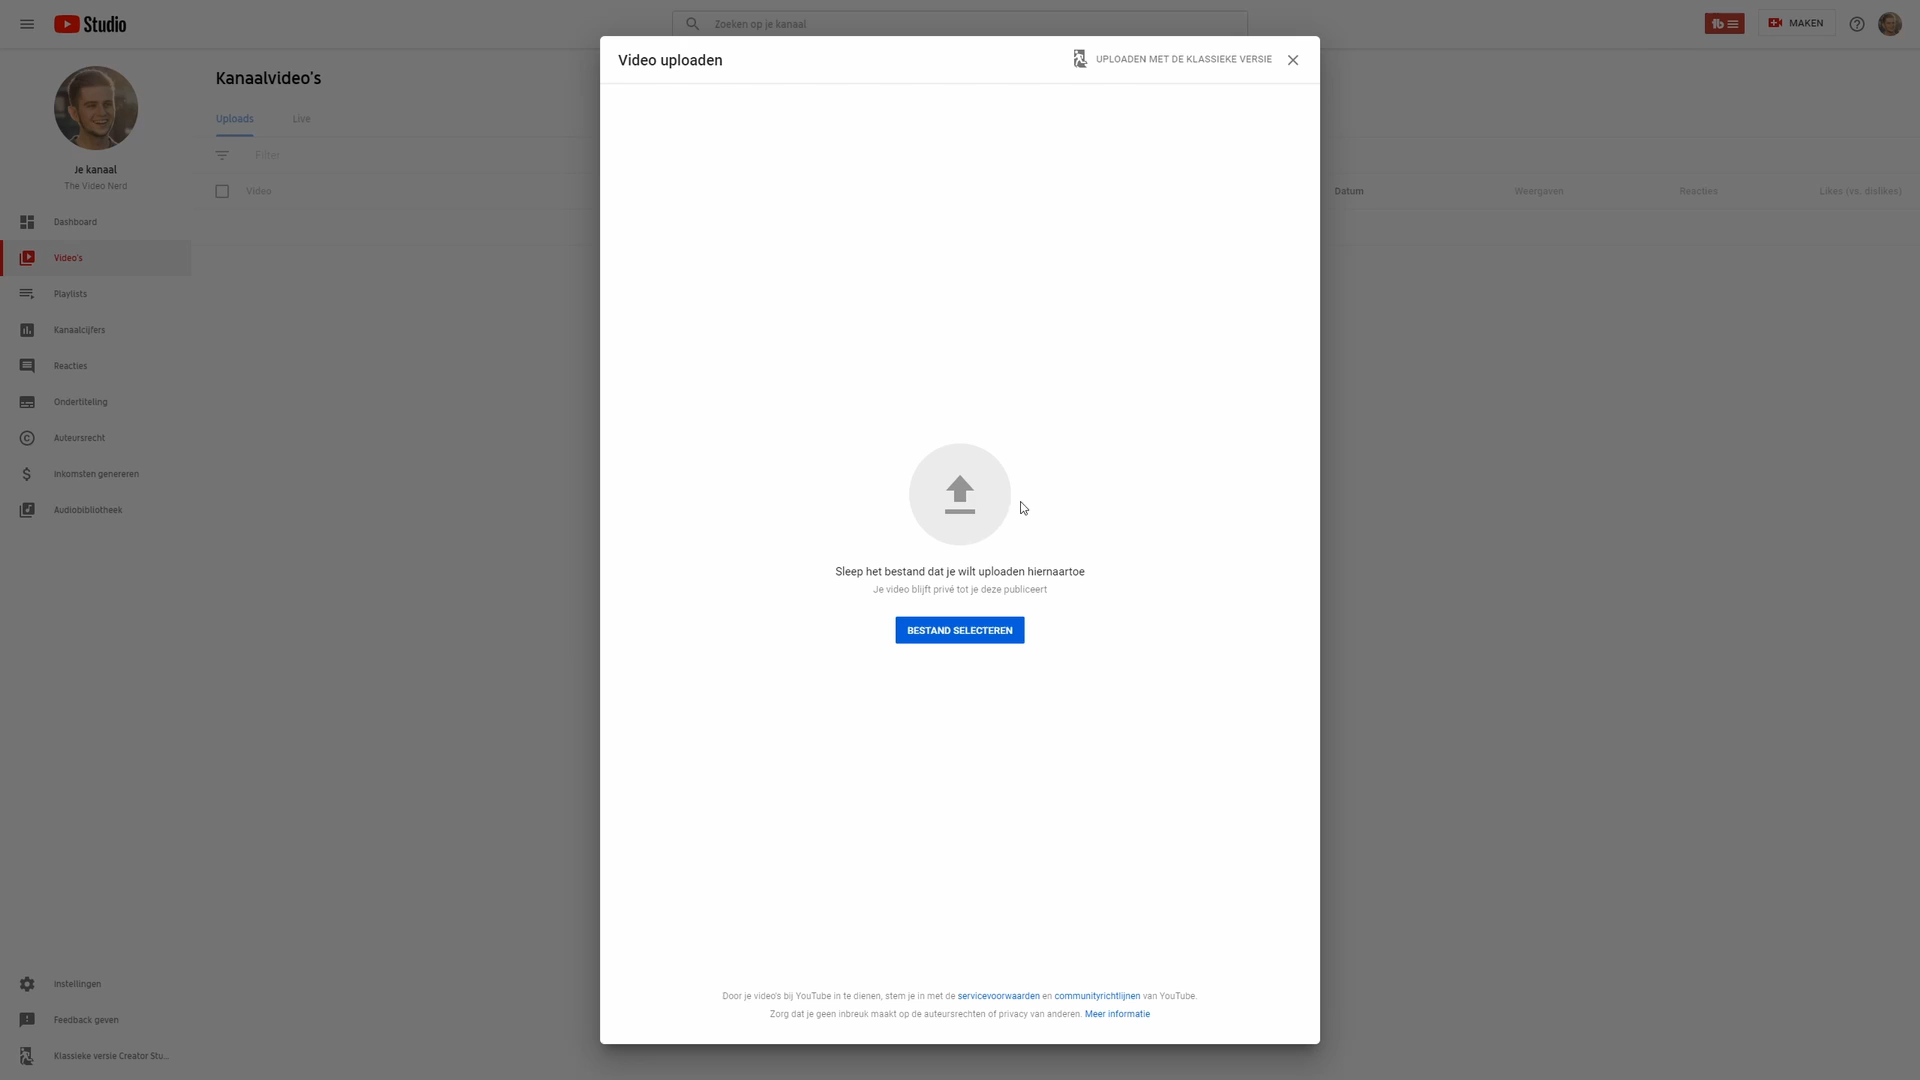 Studio
Zoeken op je kanaal
MAKEN
Video uploaden
UPLOADEN MET DE KLASSIEKE VERSIE
Je kanaal
The Video Nerd
Dashboard
Video's
Playlists
Kanaalcijfers
Reacties
Ondertiteling
Auteursrecht
Inkomsten genereren
Audiobibliotheek
Instellingen
Feedback geven
Klassieke versie Creator Stu...
Kanaalvideo's
Uploads Live
Filter
Video Datum Weergaven Reacties Likes (vs. dislikes)
Sleep het bestand dat je wilt uploaden hiernaartoe
Je video blijft privé tot je deze publiceert
BESTAND SELECTEREN
Door je video's bij YouTube in te dienen, stem je in met de servicevoorwaarden en communityrichtlijnen van YouTube.
Zorg dat je geen inbreuk maakt op de auteursrechten of privacy van anderen. Meer informatie